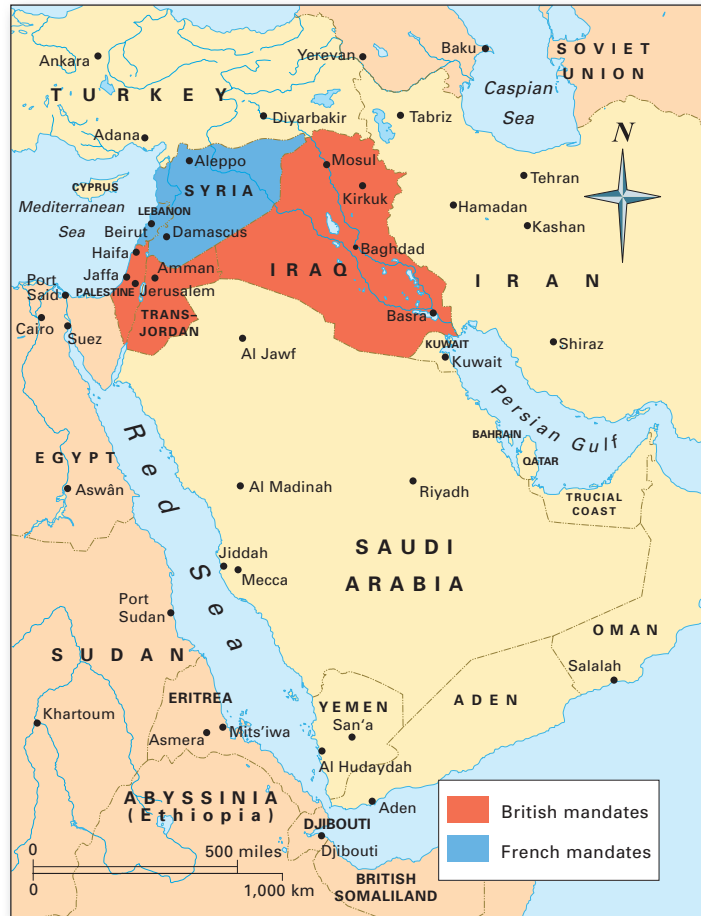 Ankara
Yerevan
Baku
SOVIET
UNION
TURKEY
Caspian
Sea
Diyarbakir
Tabriz
Adana
N
Aleppo
Mosul
Tehran
CYPRUS
SYRIA
Kirkuk
Hamadan
Mediterranean
Sea
LEBANON
Beirut
Damascus
Kashan
Haifa
Baghdad
Jaffa
Amman
IRAQ
IRAN
Port
Said
PALESTINE
Jerusalem
TRANS-
JORDAN
Basra
Cairo
Suez
Al Jawf
KUWAIT
Kuwait
Shiraz
Persian Gulf
BAHRAIN
QATAR
EGYPT
Red Sea
Aswân
Al Madinah
Riyadh
TRUCIAL
COAST
SAUDI
ARABIA
Jiddah
Mecca
Port
Sudan
OMAN
SUDAN
Salalah
ERITREA
YEMEN
ADEN
Khartoum
San'a
Asmera
Mits'iwa
Al Hudaydah
ABYSSINIA
(Ethiopia)
Aden
DJIBOUTI
Djibouti
British mandates
French mandates
0 500 miles
0 1,000 km
BRITISH
SOMALILAND